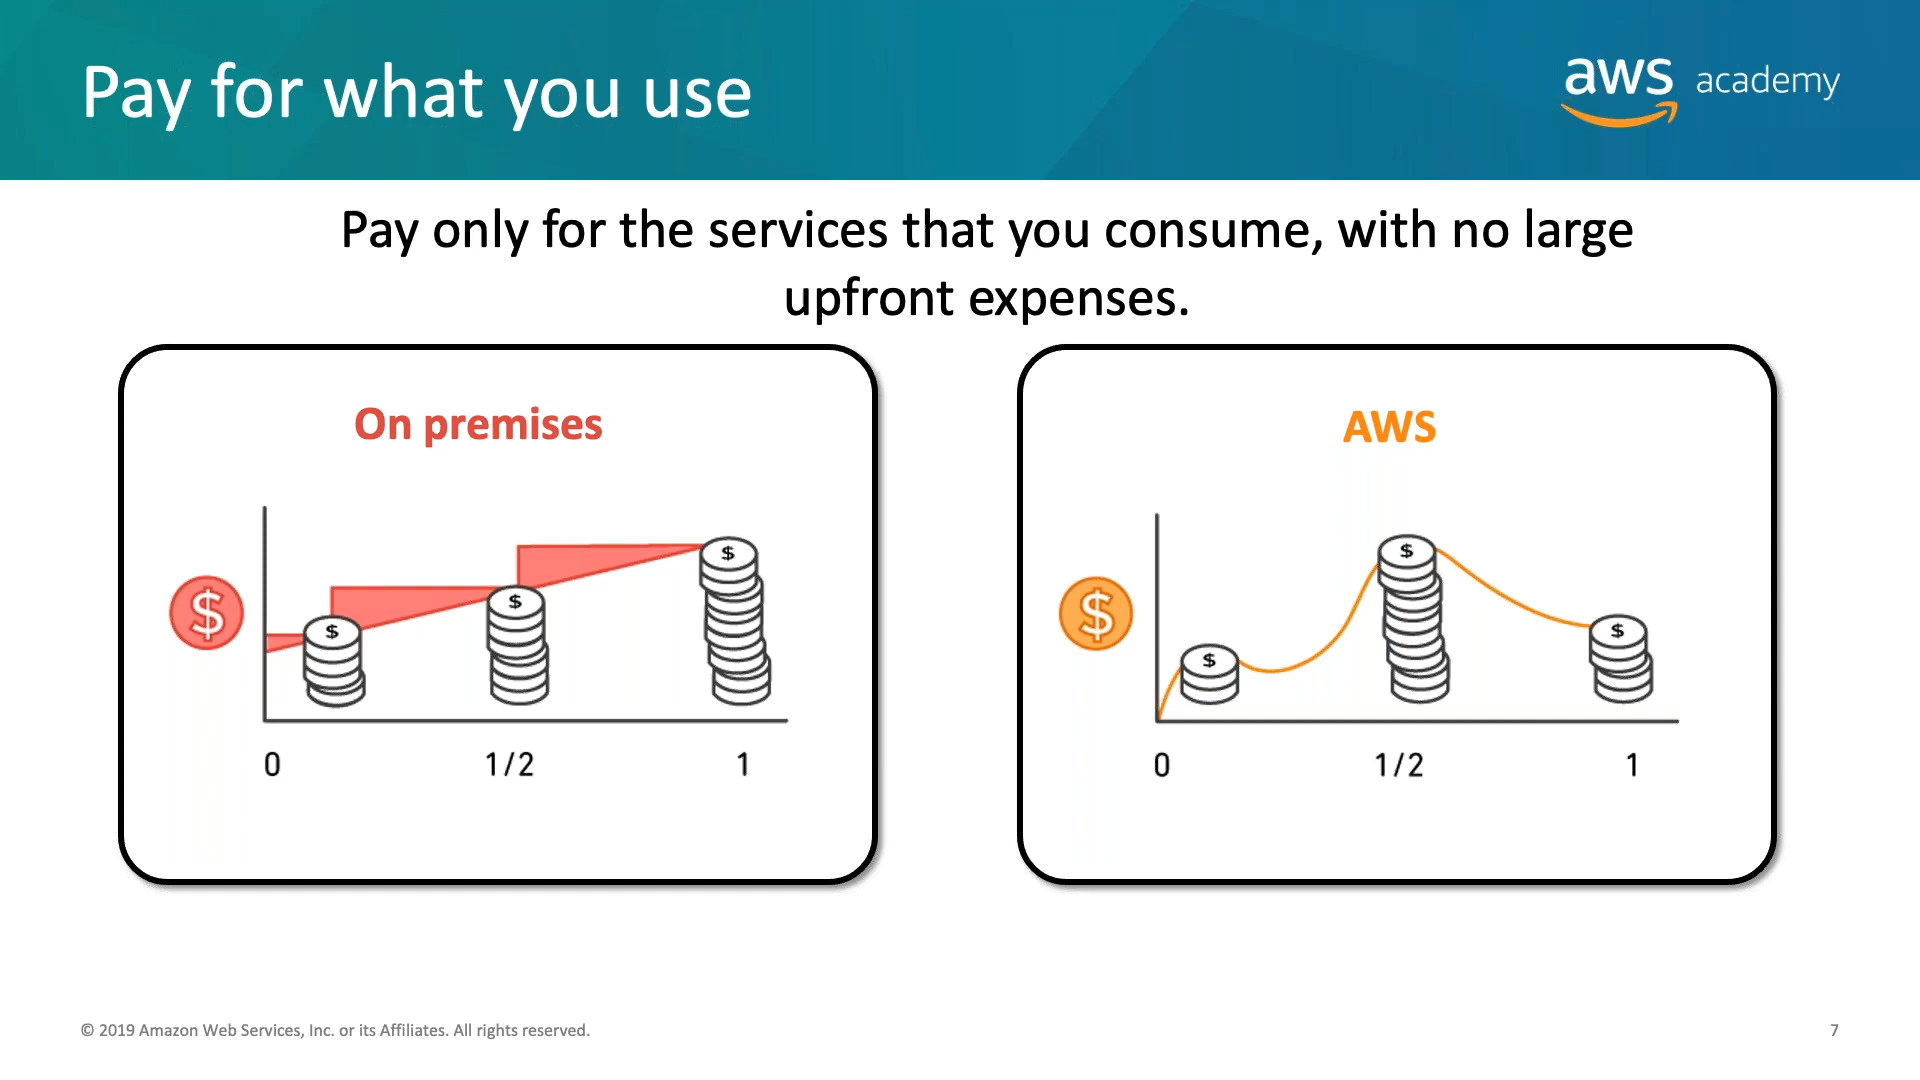 Pay for what you use
aws academy
Pay only for the services that you consume, with no large
upfront expenses.
On premises
$
$
$
$
0 1/2 1
AWS
$
$
$
$
0 1/2 1
© 2019 Amazon Web Services, Inc. or its Affiliates. All rights reserved.
7